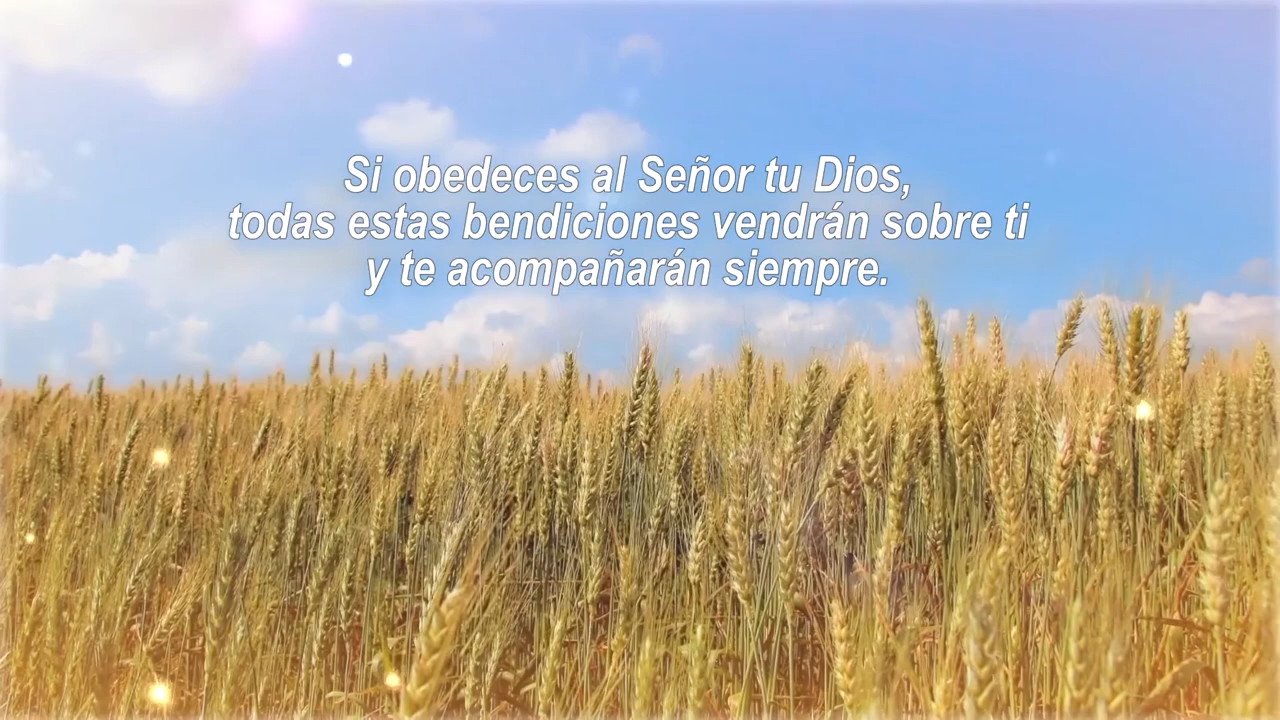 Si obedeces al Señor tu Dios,
todas estas bendiciones vendrán sobre ti
y te acompañarán siempre.